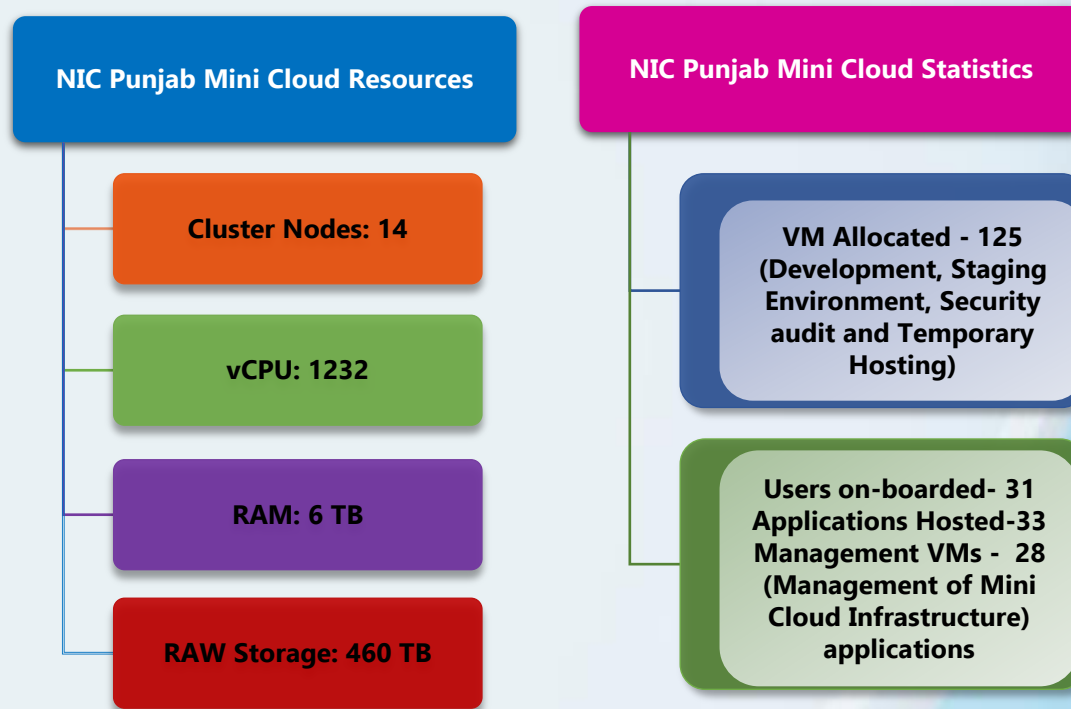 NIC Punjab Mini Cloud Resources
Cluster Nodes: 14
vCPU: 1232
RAM: 6 TB
RAW Storage: 460 TB
NIC Punjab Mini Cloud Statistics
VM Allocated - 125
(Development, Staging
Environment, Security
audit and Temporary
Hosting)
Users on-boarded- 31
Applications Hosted-33
Management VMs -  28
(Management of Mini
Cloud Infrastructure)
applications